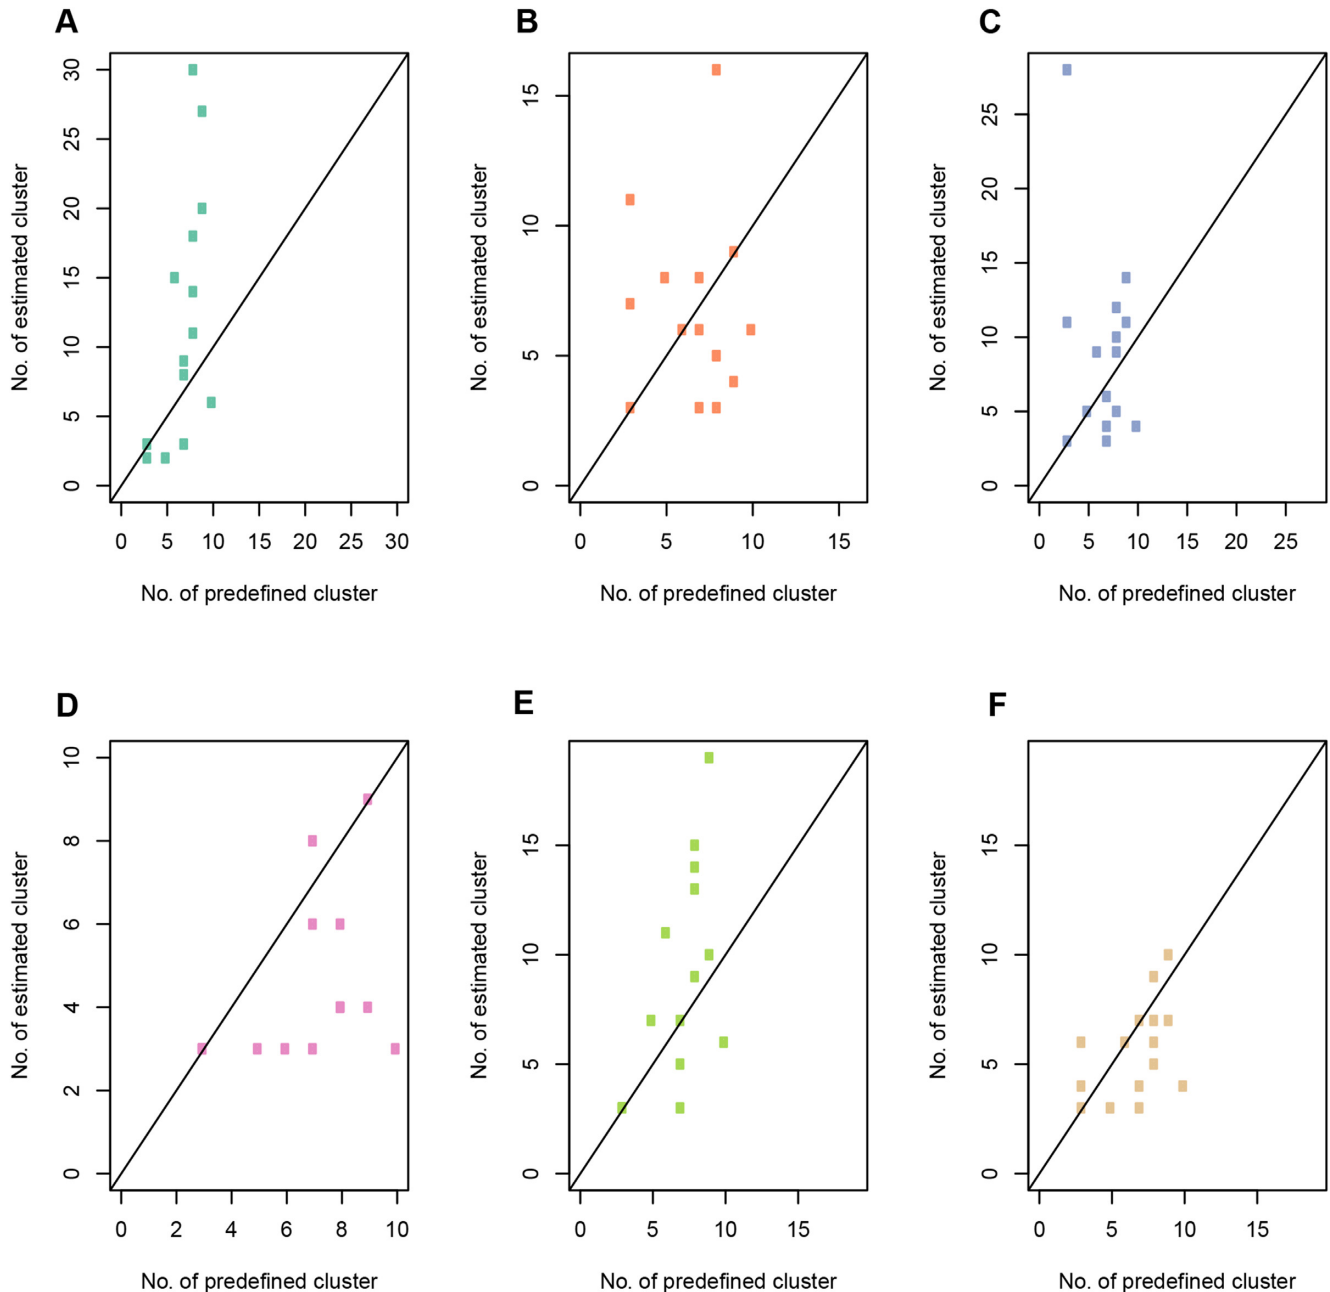 A
B
C
No. of estimated cluster
0 5 10 15 20 25 30
0 5 10 15 20 25 30
No. of predefined cluster
No. of estimated cluster
0 5 10 15
0 5 10 15
No. of predefined cluster
No. of estimated cluster
0 5 10 15 20 25
0 5 10 15 20 25
No. of predefined cluster
D
E
F
No. of estimated cluster
0 2 4 6 8 10
0 2 4 6 8 10
No. of predefined cluster
No. of estimated cluster
0 5 10 15
0 5 10 15
No. of predefined cluster
No. of estimated cluster
0 5 10 15
0 5 10 15
No. of predefined cluster